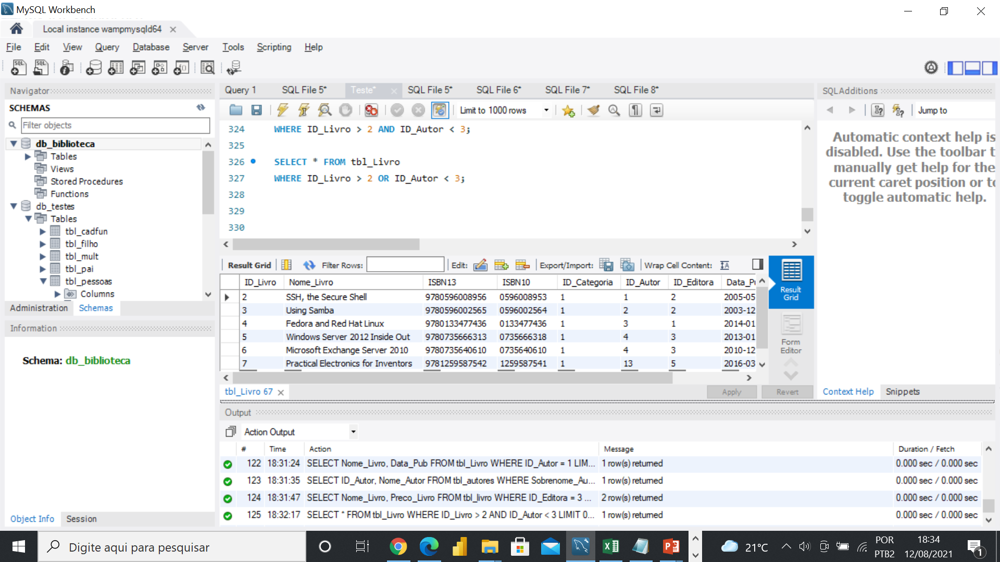 MySQL Workbench
Local instance wampmysqld64
File Edit View Query Database Server Tools Scripting Help
Navigator
SCHEMAS
Filter objects
db_biblioteca
Tables
Views
Stored Procedures
Functions
db_testes
Tables
tbl_cadfun
tbl_filho
tbl_mult
tbl_pai
tbl_pessoas
Columns
Administration Schemas
Information
Schema: db_biblioteca
Object Info Session
Query 1 SQL File 5* Teste* SQL File 5* SQL File 6* SQL File 7* SQL File 8*
Limit to 1000 rows
324 WHERE ID_Livro > 2 AND ID_Autor < 3;
325
326 SELECT * FROM tbl_Livro
327 WHERE ID_Livro > 2 OR ID_Autor < 3;
328
329
330
Result Grid Filter Rows: Edit: Export/Import: Wrap Cell Content:
ID_Livro Nome_Livro ISBN13 ISBN10 ID_Categoria ID_Autor ID_Editora Data_Pu
2 SSH, the Secure Shell 9780596008956 0596008953 1 1 2 2005-05
3 Using Samba 9780596002565 0596002564 1 2 2 2003-12
4 Fedora and Red Hat Linux 9780133477436 0133477436 1 3 1 2014-01
5 Windows Server 2012 Inside Out 9780735666313 0735666318 1 4 3 2013-01
6 Microsoft Exchange Server 2010 9780735640610 0735640610 1 4 3 2010-12
7 Practical Electronics for Inventors 9781259587542 1259587541 1 13 5 2016-03
Result
Grid
Form
Editor
tbl_Livro 67
Apply Revert
SQLAdditions
Jump to
Automatic context help is
disabled. Use the toolbar t
manually get help for the
current caret position or to
toggle automatic help.
Context Help Snippets
Output
Action Output
# Time Action Message Duration / Fetch
122 18:31:24 SELECT Nome_Livro, Data_Pub FROM tbl_Livro WHERE ID_Autor = 1 LIM... 1 row(s) returned 0.000 sec / 0.000 sec
123 18:31:35 SELECT ID_Autor, Nome_Autor FROM tbl_autores WHERE Sobrenome_Au... 1 row(s) returned 0.000 sec / 0.000 sec
124 18:31:47 SELECT Nome_Livro, Preco_Livro FROM tbl_livro WHERE ID_Editora = 3 ... 2 row(s) returned 0.000 sec / 0.000 sec
125 18:32:17 SELECT * FROM tbl_Livro WHERE ID_Livro > 2 AND ID_Autor < 3 LIMIT 0... 1 row(s) returned 0.000 sec / 0.000 sec
Digite aqui para pesquisar
21°C
POR
PTB2
18:34
12/08/2021
1